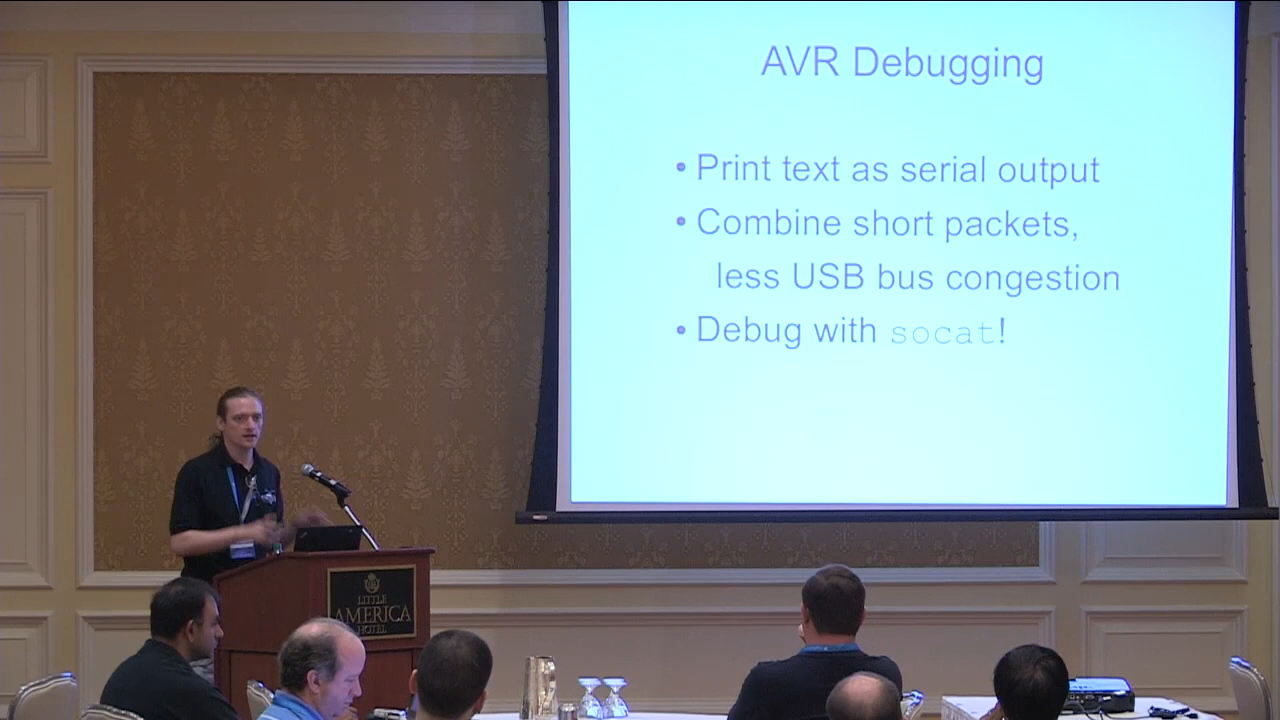 AVR Debugging
• Print text as serial output
• Combine short packets,
less USB bus congestion
• Debug with socat!
LITTLE
AMERICA
HOTEL